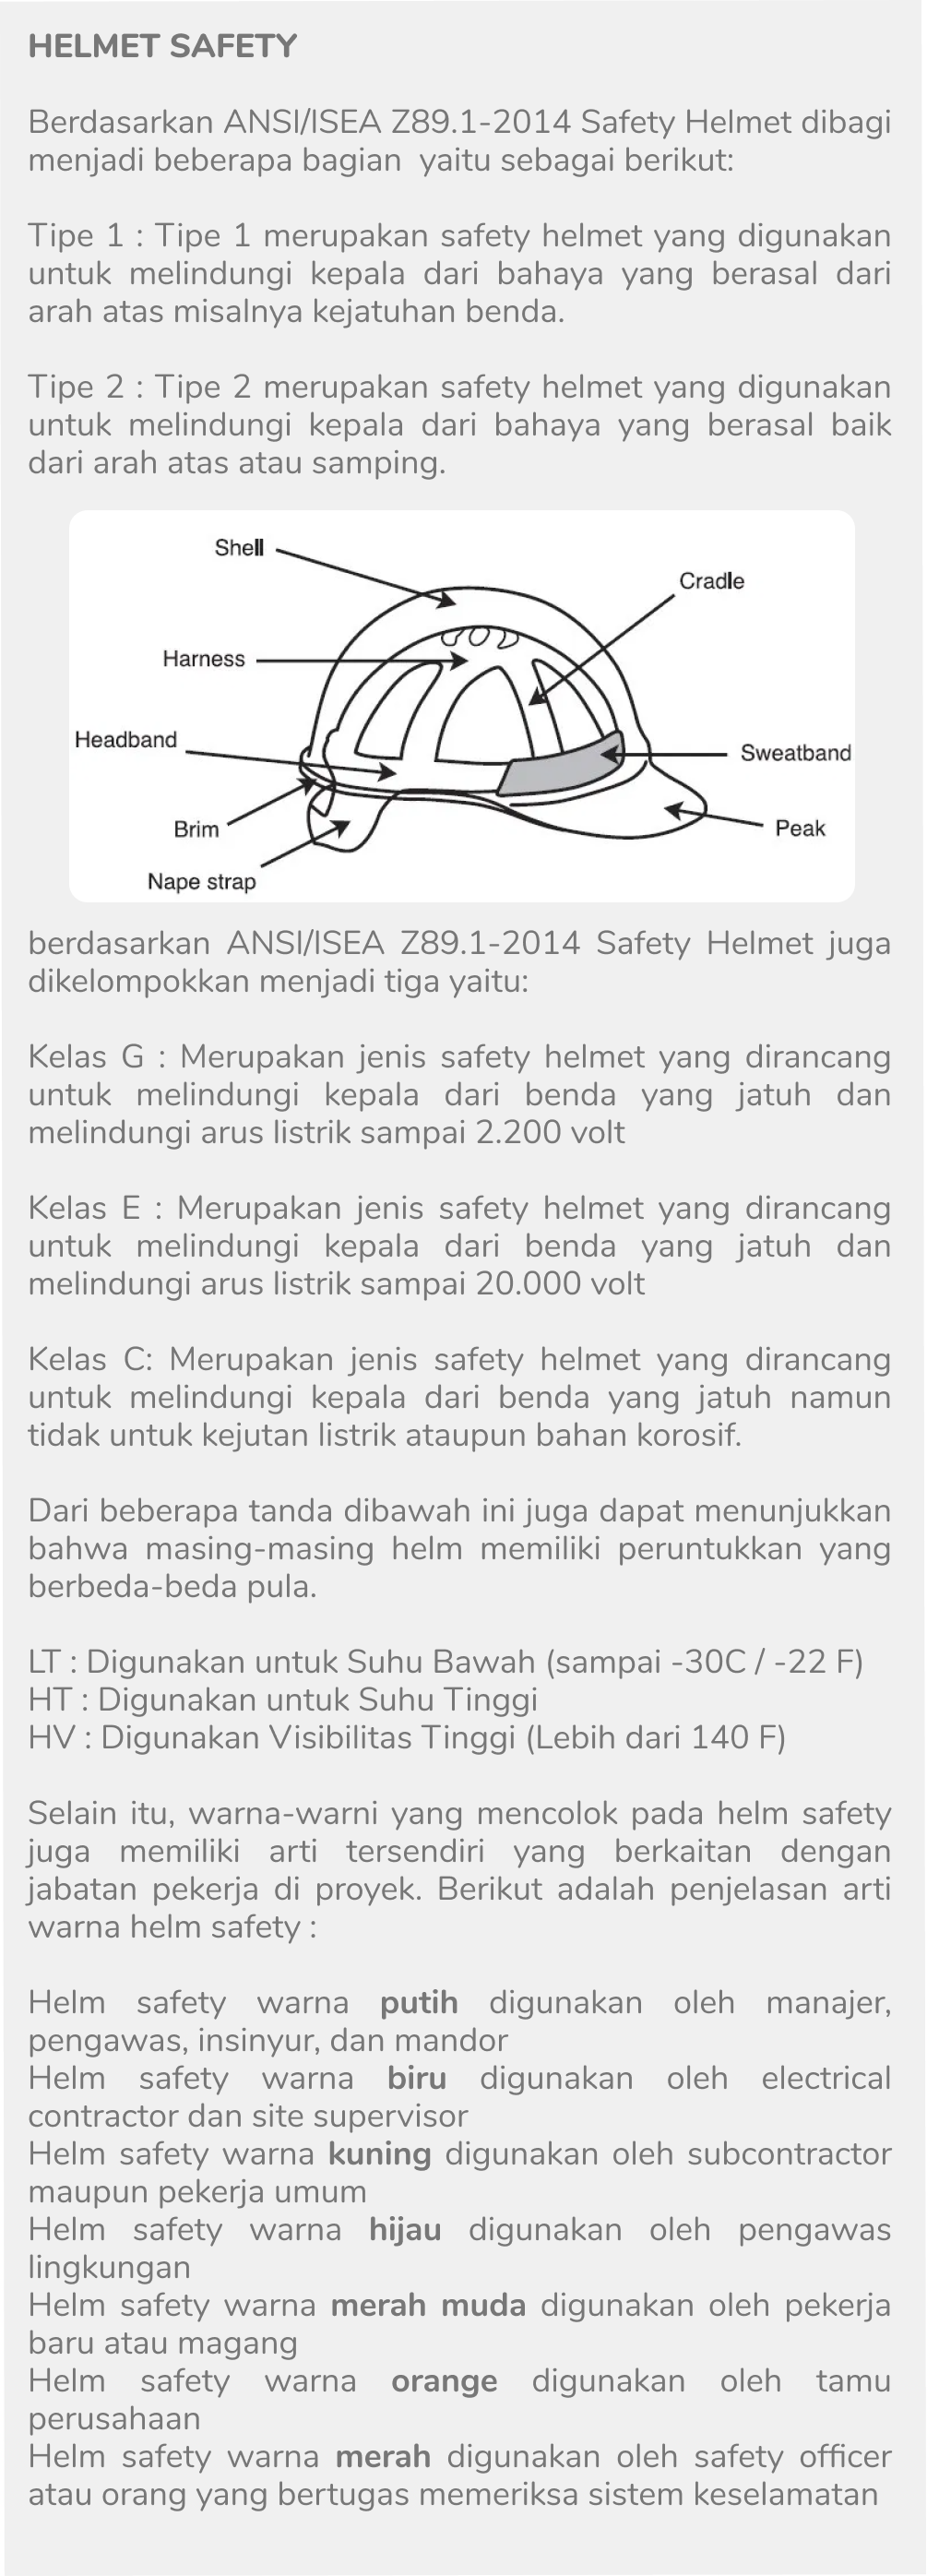 HELMET SAFETY
Berdasarkan ANSI/ISEA Z89.1-2014 Safety Helmet dibagi
menjadi beberapa bagian  yaitu sebagai berikut:
Tipe 1 : Tipe 1 merupakan safety helmet yang digunakan
untuk melindungi kepala dari bahaya yang berasal dari
arah atas misalnya kejatuhan benda.
Tipe 2 : Tipe 2 merupakan safety helmet yang digunakan
untuk melindungi kepala dari bahaya yang berasal baik
dari arah atas atau samping.
Shell
Cradle
Harness
Headband
Sweatband
Brim
Peak
Nape strap
berdasarkan ANSI/ISEA Z89.1-2014 Safety Helmet juga
dikelompokkan menjadi tiga yaitu:
Kelas G : Merupakan jenis safety helmet yang dirancang
untuk melindungi kepala dari benda yang jatuh dan
melindungi arus listrik sampai 2.200 volt
Kelas E : Merupakan jenis safety helmet yang dirancang
untuk melindungi kepala dari benda yang jatuh dan
melindungi arus listrik sampai 20.000 volt
Kelas C: Merupakan jenis safety helmet yang dirancang
untuk melindungi kepala dari benda yang jatuh namun
tidak untuk kejutan listrik ataupun bahan korosif.
Dari beberapa tanda dibawah ini juga dapat menunjukkan
bahwa masing-masing helm memiliki peruntukkan yang
berbeda-beda pula.
LT : Digunakan untuk Suhu Bawah (sampai -30C / -22 F)
HT : Digunakan untuk Suhu Tinggi
HV : Digunakan Visibilitas Tinggi (Lebih dari 140 F)
Selain itu, warna-warni yang mencolok pada helm safety
juga memiliki arti tersendiri yang berkaitan dengan
jabatan pekerja di proyek. Berikut adalah penjelasan arti
warna helm safety :
Helm safety warna putih digunakan oleh manajer,
pengawas, insinyur, dan mandor
Helm safety warna biru digunakan oleh electrical
contractor dan site supervisor
Helm safety warna kuning digunakan oleh subcontractor
maupun pekerja umum
Helm safety warna hijau digunakan oleh pengawas
lingkungan
Helm safety warna merah muda digunakan oleh pekerja
baru atau magang
Helm safety warna orange digunakan oleh tamu
perusahaan
Helm safety warna merah digunakan oleh safety officer
atau orang yang bertugas memeriksa sistem keselamatan